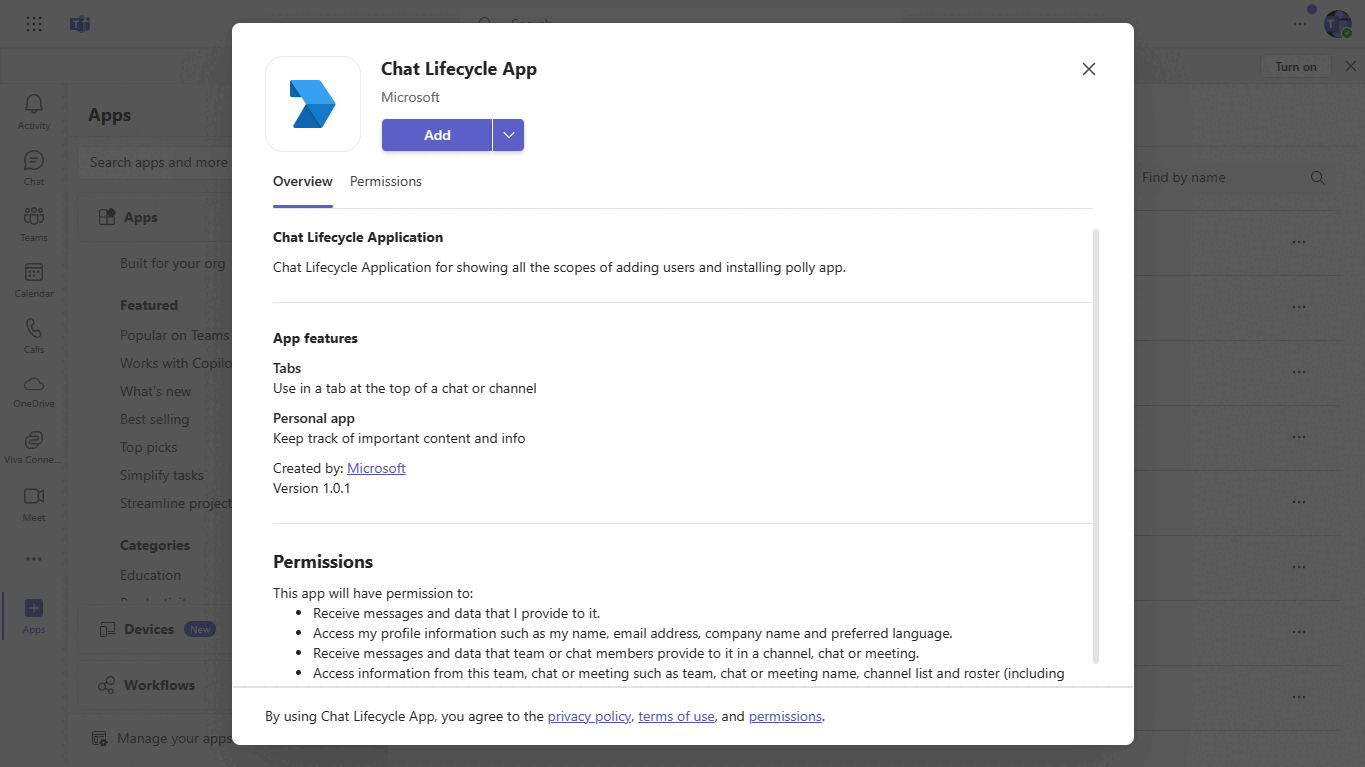 Search
Turn on
Activity
Chat
Teams
Calendar
Calls
OneDrive
Viva Conne...
Meet
Apps
Apps
Search apps and more
Apps
Built for your org
Featured
Popular on Teams
Works with Copilo
What's new
Best selling
Top picks
Simplify tasks
Streamline project
Categories
Education
Devices New
Workflows
Manage your apps
Find by name
Chat Lifecycle App
Microsoft
Add
Overview Permissions
Chat Lifecycle Application
Chat Lifecycle Application for showing all the scopes of adding users and installing polly app.
App features
Tabs
Use in a tab at the top of a chat or channel
Personal app
Keep track of important content and info
Created by: Microsoft
Version 1.0.1
Permissions
This app will have permission to:
• Receive messages and data that I provide to it.
• Access my profile information such as my name, email address, company name and preferred language.
• Receive messages and data that team or chat members provide to it in a channel, chat or meeting.
• Access information from this team, chat or meeting such as team, chat or meeting name, channel list and roster (including
By using Chat Lifecycle App, you agree to the privacy policy, terms of use, and permissions.